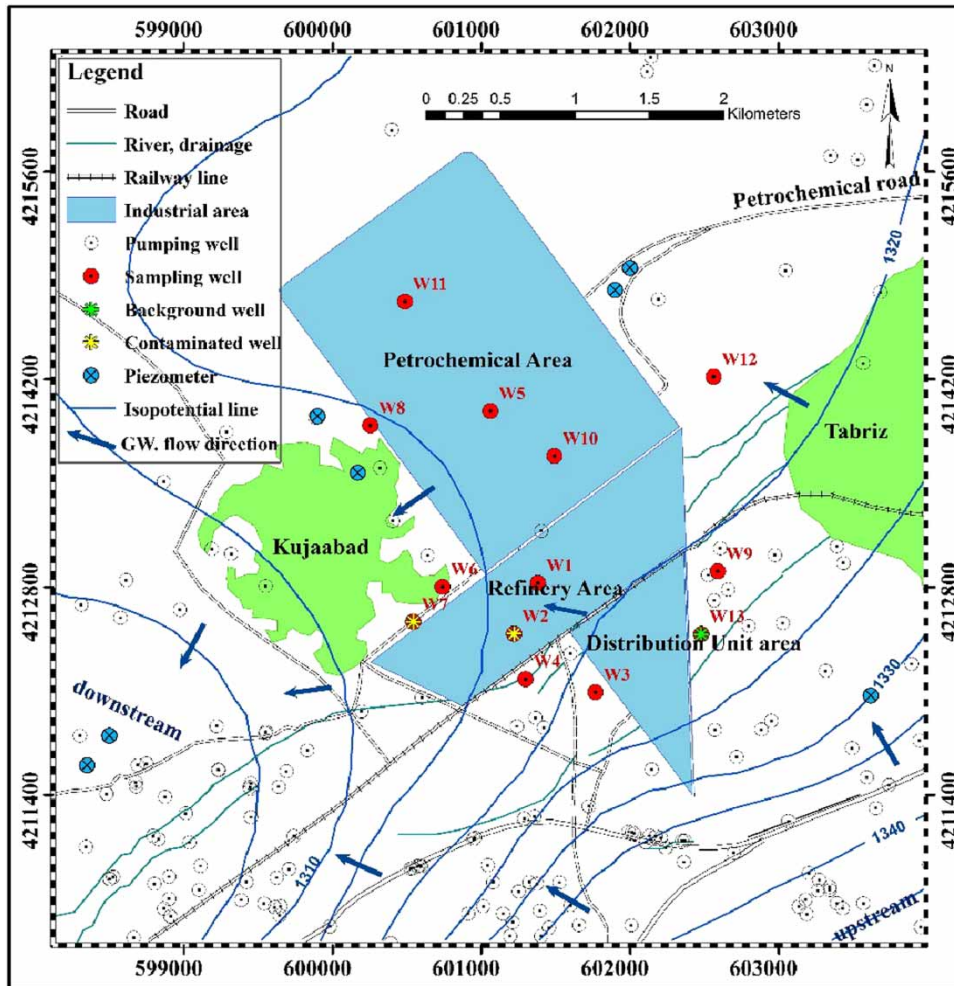 599000 600000 601000 602000 603000
Legend
Road
River, drainage
Railway line
Industrial area
Pumping well
Sampling well
Background well
Contaminated well
Piezometer
Isopotential line
GW. flow direction
0 0.25 0.5 1 1.5 2
Kilometers
N
4215600
4215600
Petrochemical road
1320
W11
Petrochemical Area
W12
4214200
4214200
W5
W8
W10
Tabriz
Kujaabad
W9
W6
W1
4212800
4212800
Refinery Area
W7
W2
W13
Distribution Unit area
W4
W3
1330
downstream
4211400
4211400
1310
1340
upstream
599000 600000 601000 602000 603000